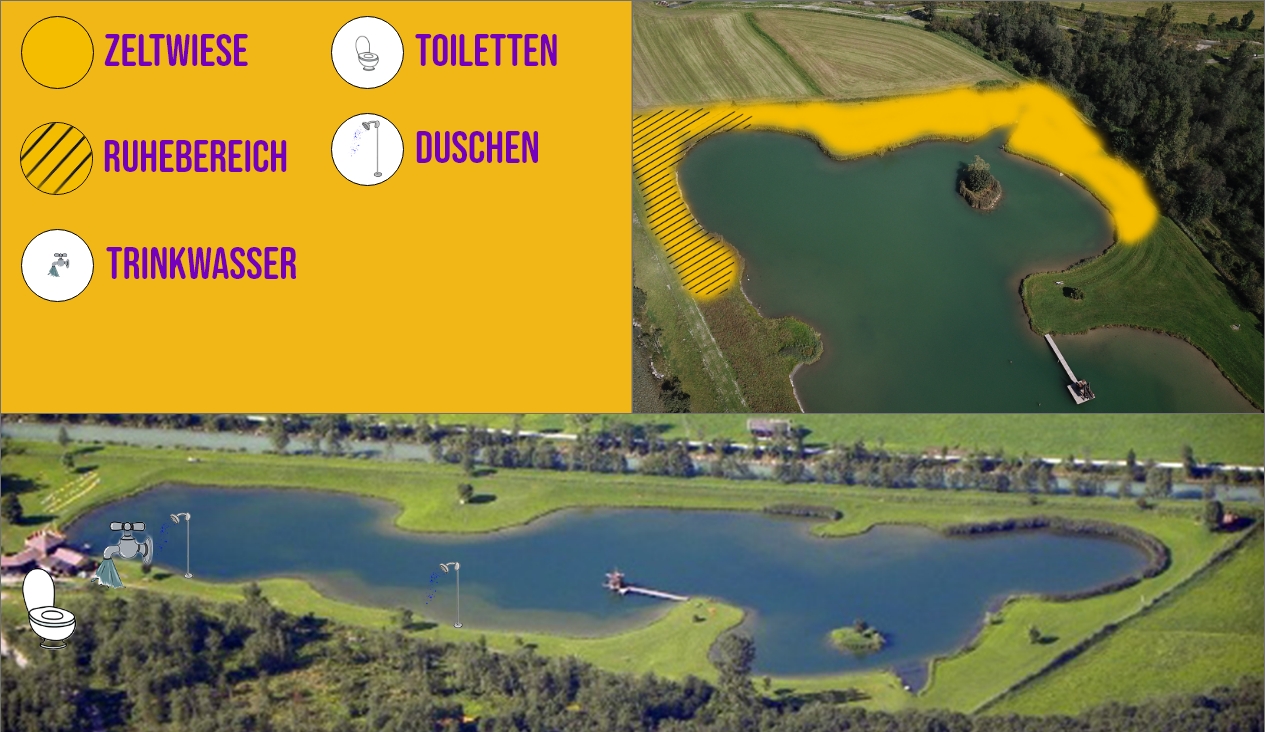 ZELTWIESE
TOILETTEN
RUHEBEREICH
DUSCHEN
TRINKWASSER